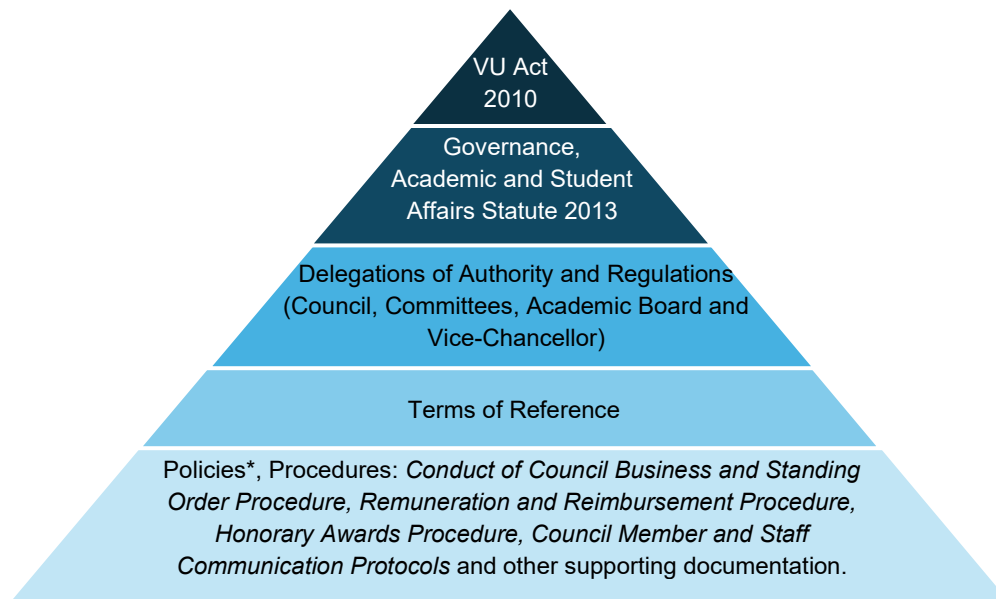 VU Act
2010
Governance,
Academic and Student
Affairs Statute 2013
Delegations of Authority and Regulations
(Council, Committees, Academic Board and
Vice-Chancellor)
Terms of Reference
Policies*, Procedures: Conduct of Council Business and Standing
Order Procedure, Remuneration and Reimbursement Procedure,
Honorary Awards Procedure, Council Member and Staff
Communication Protocols and other supporting documentation.